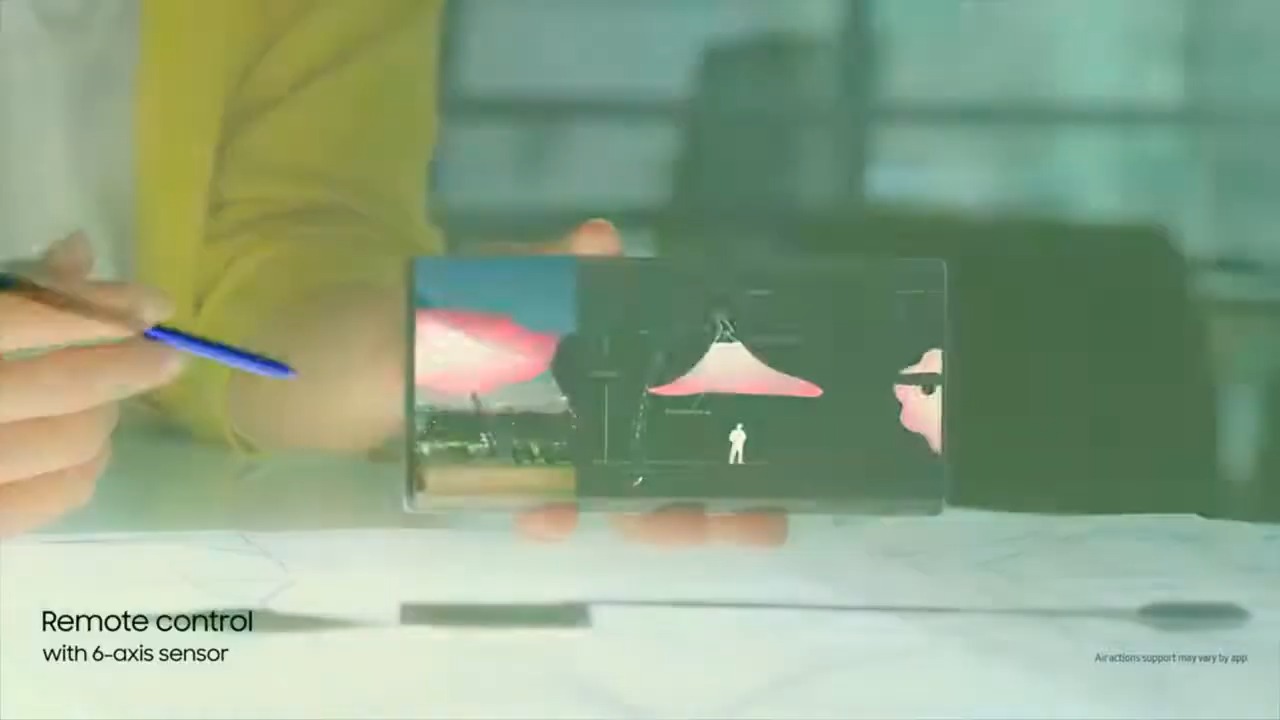 Remote control
with 6-axis sensor
Air actions support may vary by app.